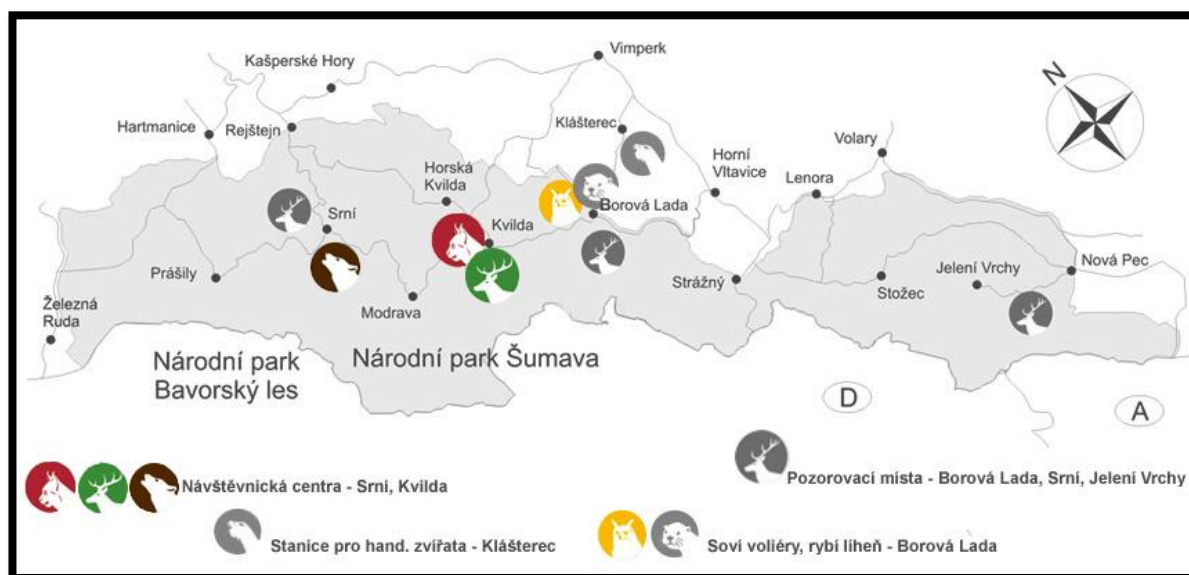 Vimperk
N
Kašperské Hory
Hartmanice
Rejštejn
Klášterec
Volary
Horní
Vltavice
Lenora
Horská
Kvilda
Borová Lada
Srní
Kvilda
Prášily
Modrava
Strážný
Stožec
Jelení Vrchy
Nová Pec
Železná
Ruda
Národní park
Bavorský les
Národní park Šumava
D
A
Návštěvnická centra - Srní, Kvilda
Pozorovací místa - Borová Lada, Srní, Jelení Vrchy
Stanice pro hand. zvířata - Klášterec
Soví voliéry, rybí líheň - Borová Lada